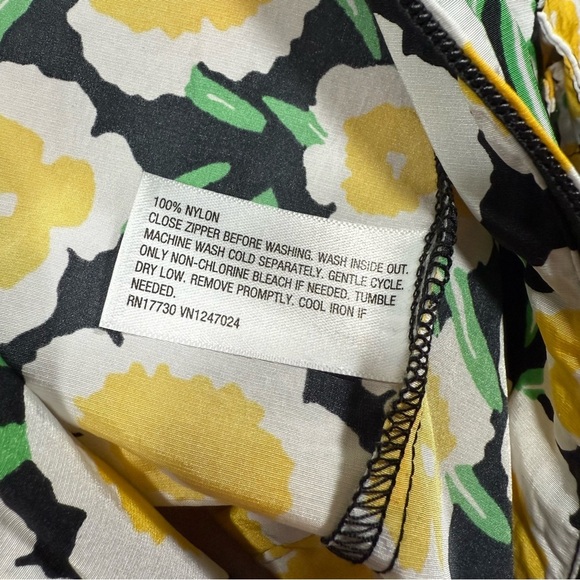 100% NYLON
CLOSE ZIPPER BEFORE WASHING. WASH INSIDE OUT.
MACHINE WASH COLD SEPARATELY. GENTLE CYCLE.
ONLY NON-CHLORINE BLEACH IF NEEDED. TUMBLE
DRY LOW. REMOVE PROMPTLY. COOL IRON IF
NEEDED.
RN17730 VN1247024